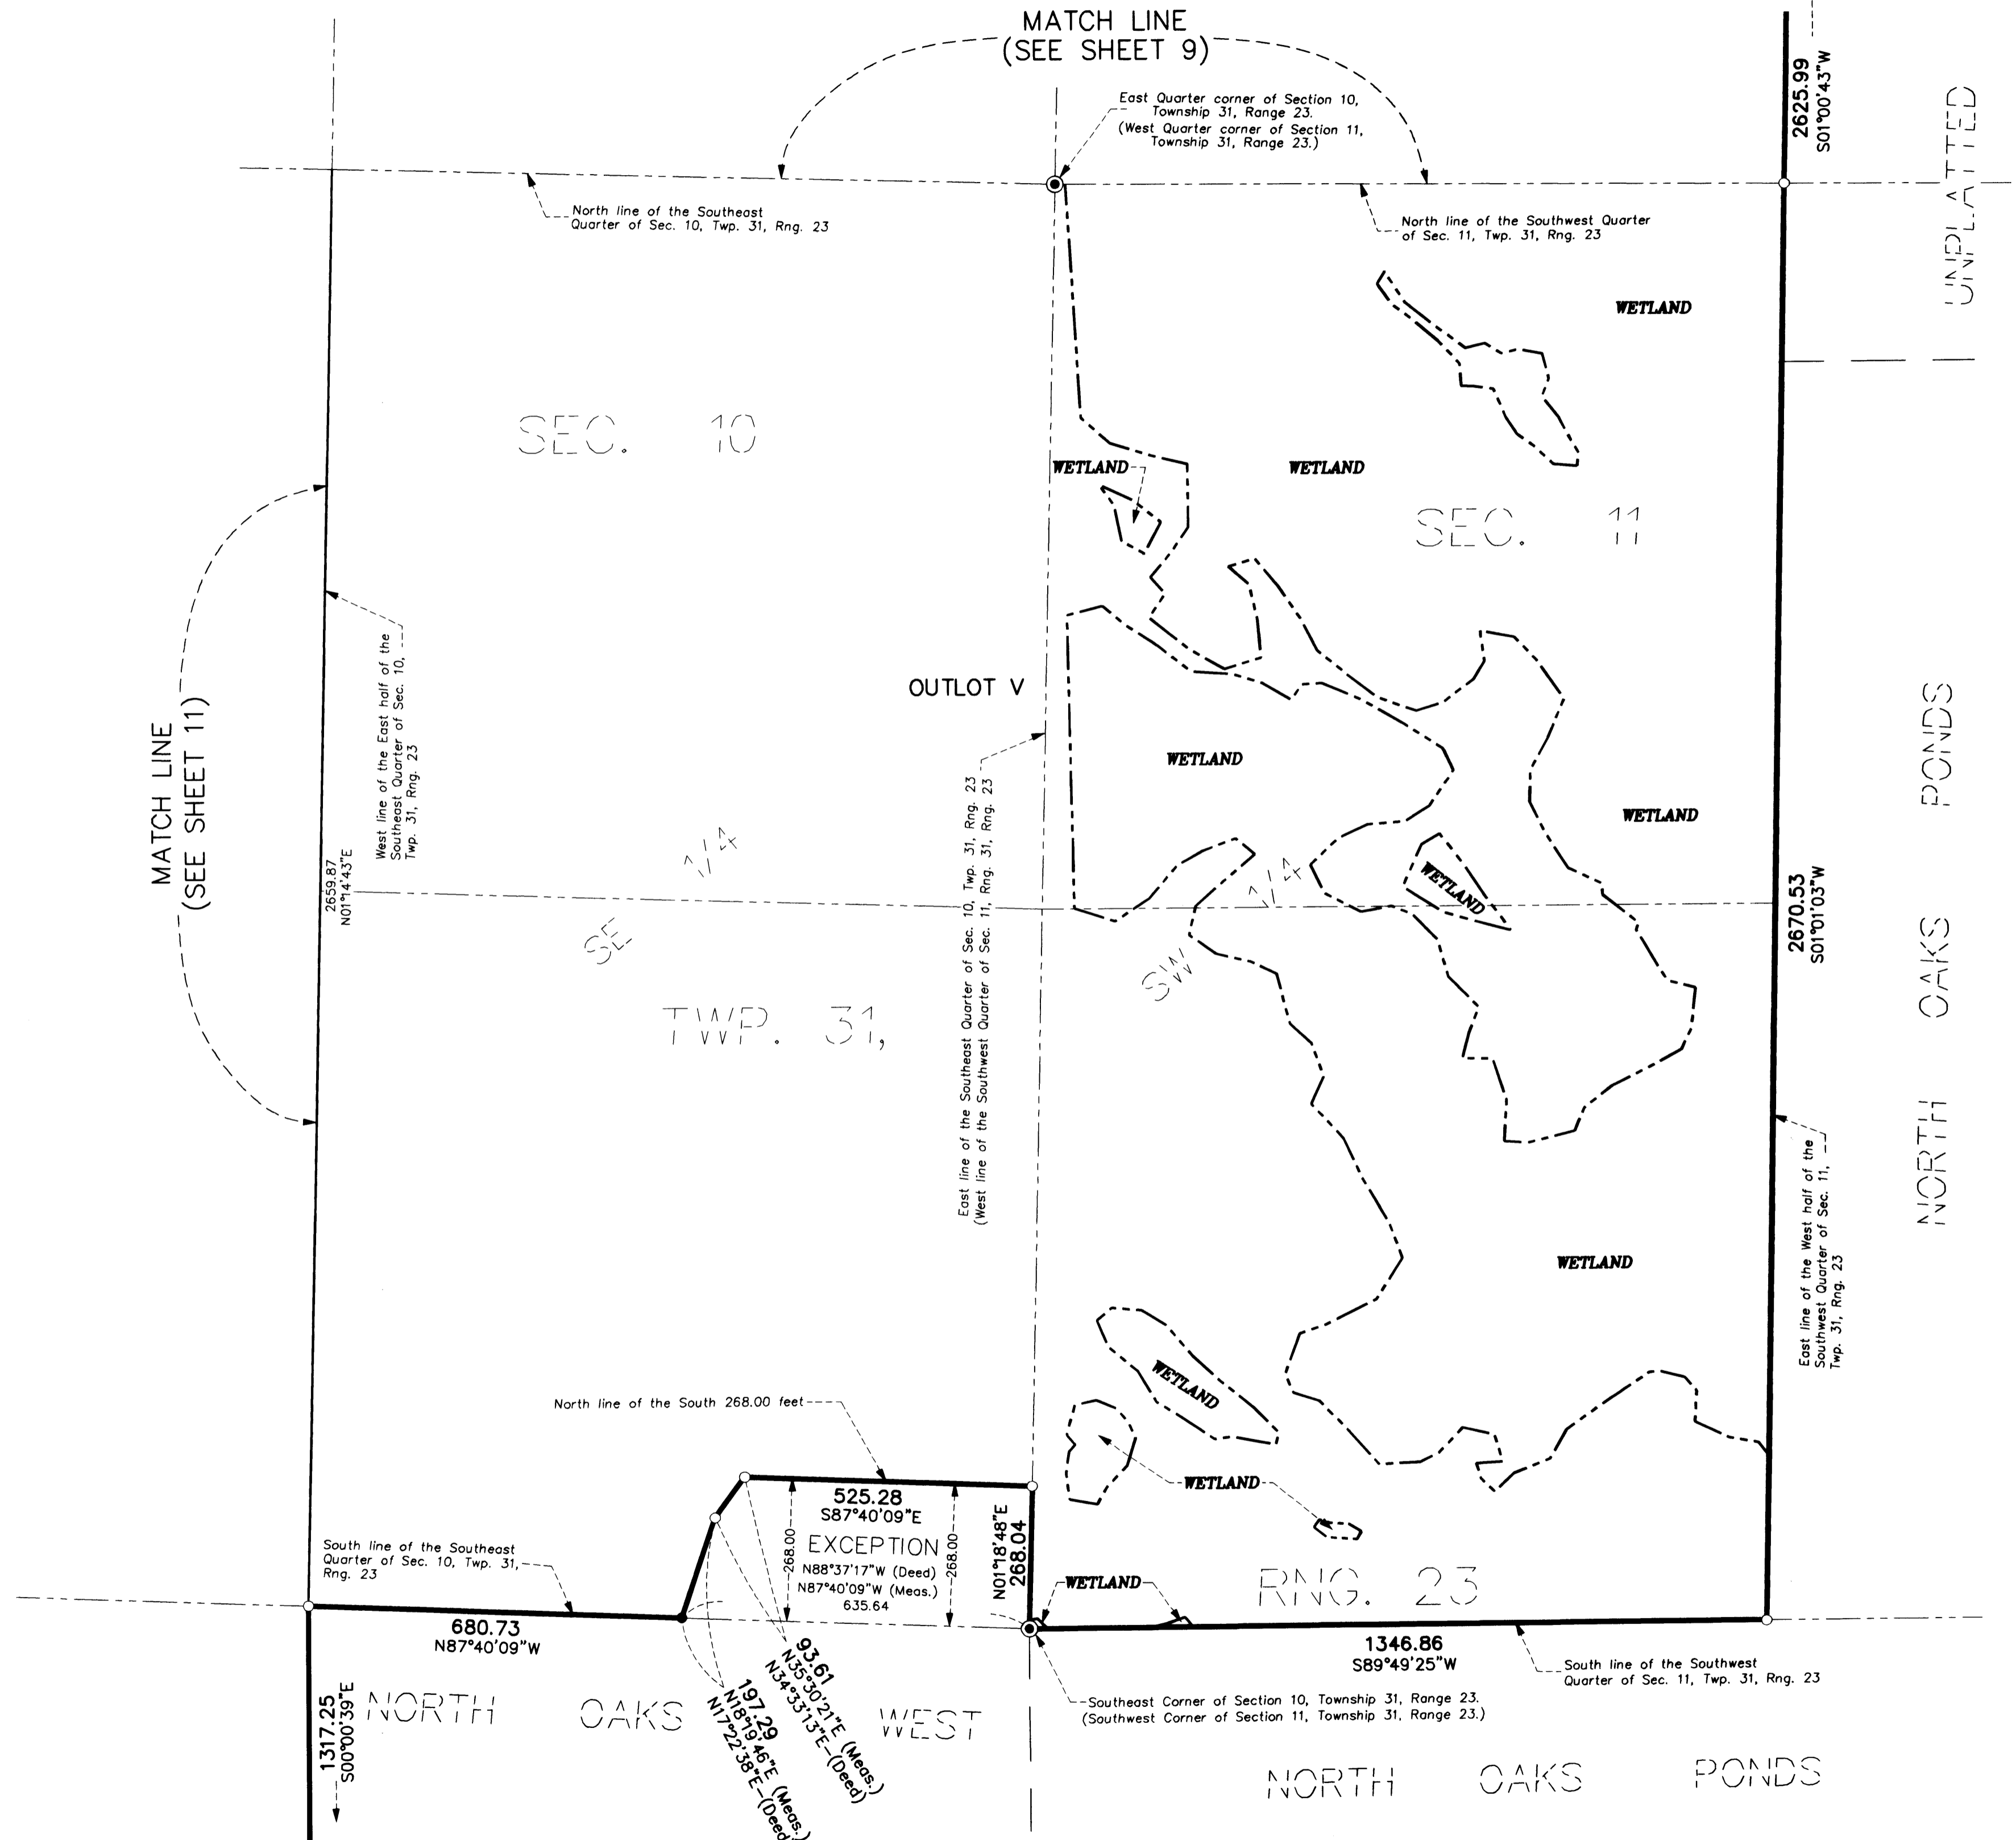 MATCH LINE
(SEE SHEET 9)
East Quarter corner of Section 10,
Township 31, Range 23.
(West Quarter corner of Section 11,
Township 31, Range 23.)
2625.99
S01°00'43"W
UNPLATTED
North line of the Southeast
Quarter of Sec. 10, Twp. 31, Rng. 23
North line of the Southwest Quarter
of Sec. 11, Twp. 31, Rng. 23
WETLAND
SEC. 10
WETLAND
WETLAND
SEC. 11
MATCH LINE
(SEE SHEET 11)
West line of the East half of the
Southeast Quarter of Sec. 10,
Twp. 31, Rng. 23
OUTLOT V
WETLAND
WETLAND
WETLAND
2659.87
N01°14'43"E
SE 1/4
SW 1/4
East line of the Southeast Quarter of Sec. 10, Twp. 31, Rng. 23
(West line of the Southwest Quarter of Sec. 11, Rng. 31, Rng. 23
2670.53
S01°01'03"W
NORTH OAKS PONDS
TWP. 31,
East line of the West half of the
Southwest Quarter of Sec. 11,
Twp. 31, Rng. 23
WETLAND
WETLAND
North line of the South 268.00 feet
WETLAND
525.28
S87°40'09"E
EXCEPTION
N88°37'17"W (Deed)
N87°40'09"W (Meas.)
635.64
268.00
268.00
N01°18'48"E
268.04
South line of the Southeast
Quarter of Sec. 10, Twp. 31,
Rng. 23
WETLAND
RNG. 23
680.73
N87°40'09"W
93.61
N35°30'21"E (Meas.)
N34°33'13"E-(Deed)
197.29
N18°19'46"E (Meas.)
N17°22'38"E-(Deed
1346.86
S89°49'25"W
South line of the Southwest
Quarter of Sec. 11, Twp. 31, Rng. 23
Southeast Corner of Section 10, Township 31, Range 23.
(Southwest Corner of Section 11, Township 31, Range 23.)
1317.25
S00°00'39"E
NORTH OAKS WEST
NORTH OAKS PONDS